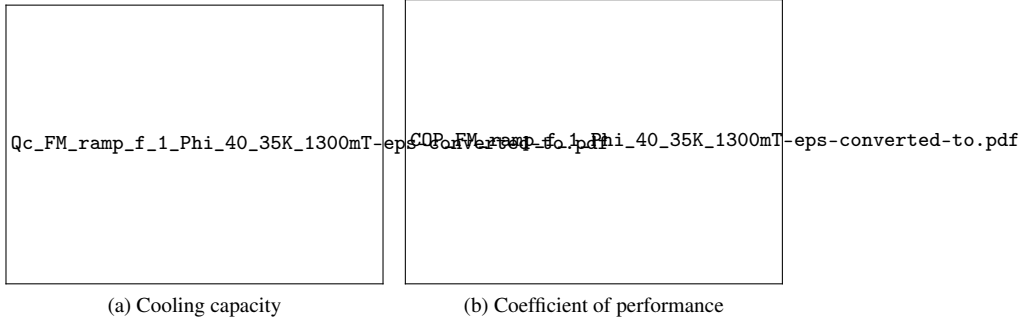 Qc_FM_ramp_f_1_Phi_40_35K_1300mT-eps-converted-to.pdf
COP_FM_ramp_f_1_Phi_40_35K_1300mT-eps-converted-to.pdf
(a) Cooling capacity
(b) Coefficient of performance